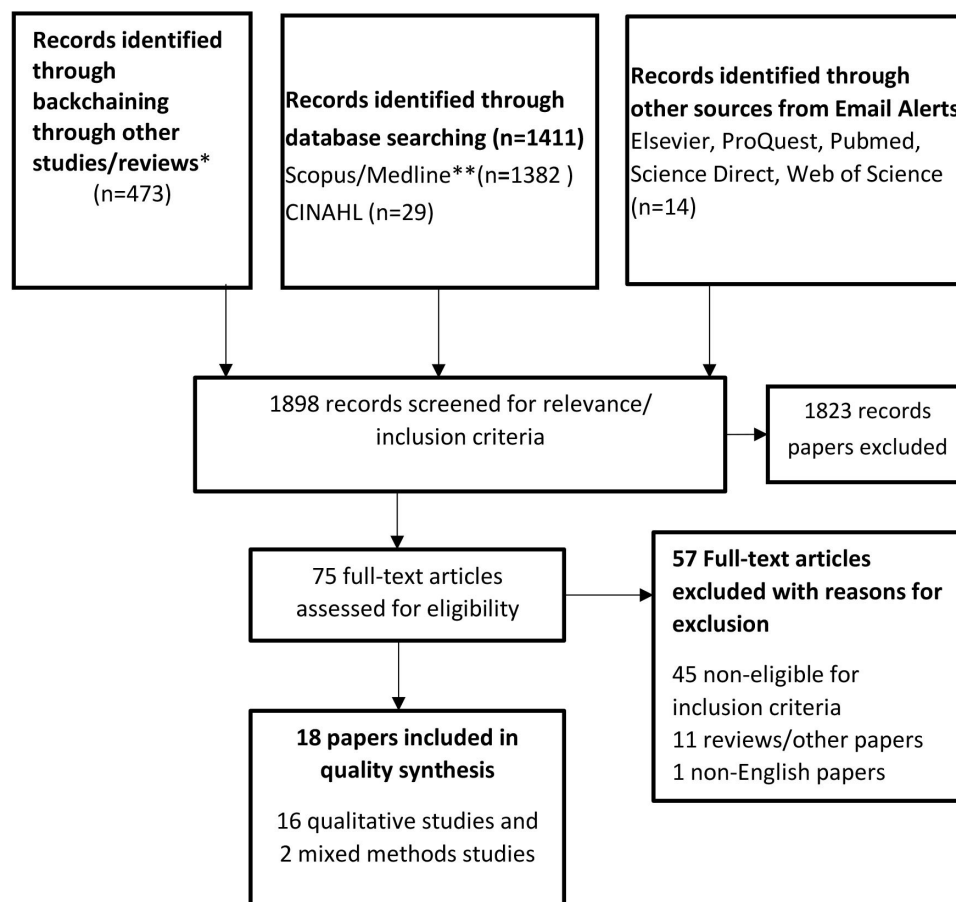 Records identified
through
backchaining
through other
studies/reviews*
(n=473)
Records identified through
database searching (n=1411)
Scopus/Medline**(n=1382 )
CINAHL (n=29)
Records identified through
other sources from Email Alerts
Elsevier, ProQuest, Pubmed,
Science Direct, Web of Science
(n=14)
1898 records screened for relevance/
inclusion criteria
1823 records
papers excluded
75 full-text articles
assessed for eligibility
57 Full-text articles
excluded with reasons for
exclusion
45 non-eligible for
inclusion criteria
11 reviews/other papers
1 non-English papers
18 papers included in
quality synthesis
16 qualitative studies and
2 mixed methods studies